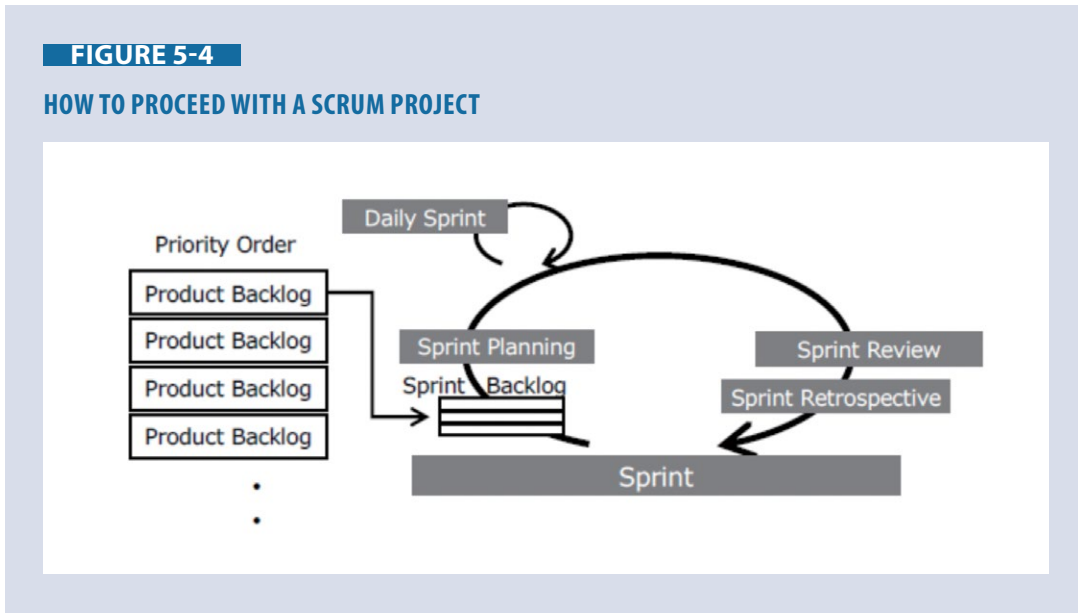 FIGURE 5-4
HOW TO PROCEED WITH A SCRUM PROJECT
Daily Sprint
Priority Order
Product Backlog
Product Backlog
Product Backlog
Product Backlog
Sprint Planning
Sprint Backlog
Sprint Review
Sprint Retrospective
Sprint